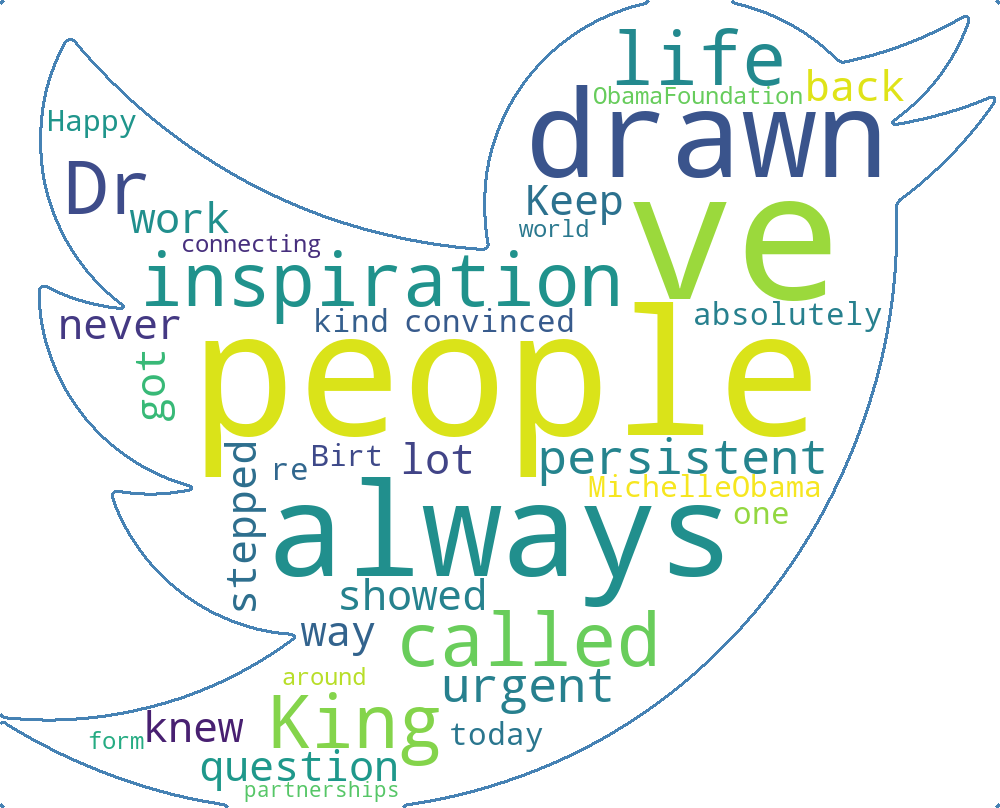 life
ObamaFoundation
back
drawn
Happy
Dr
work
Keep
world
ve
connecting
inspiration
never
kind
convinced
absolutely
people
got
stepped
re
Birt
lot
persistent
MichelleObama
one
always
showed
way
called
urgent
around
King
today
knew
form
question
partnerships